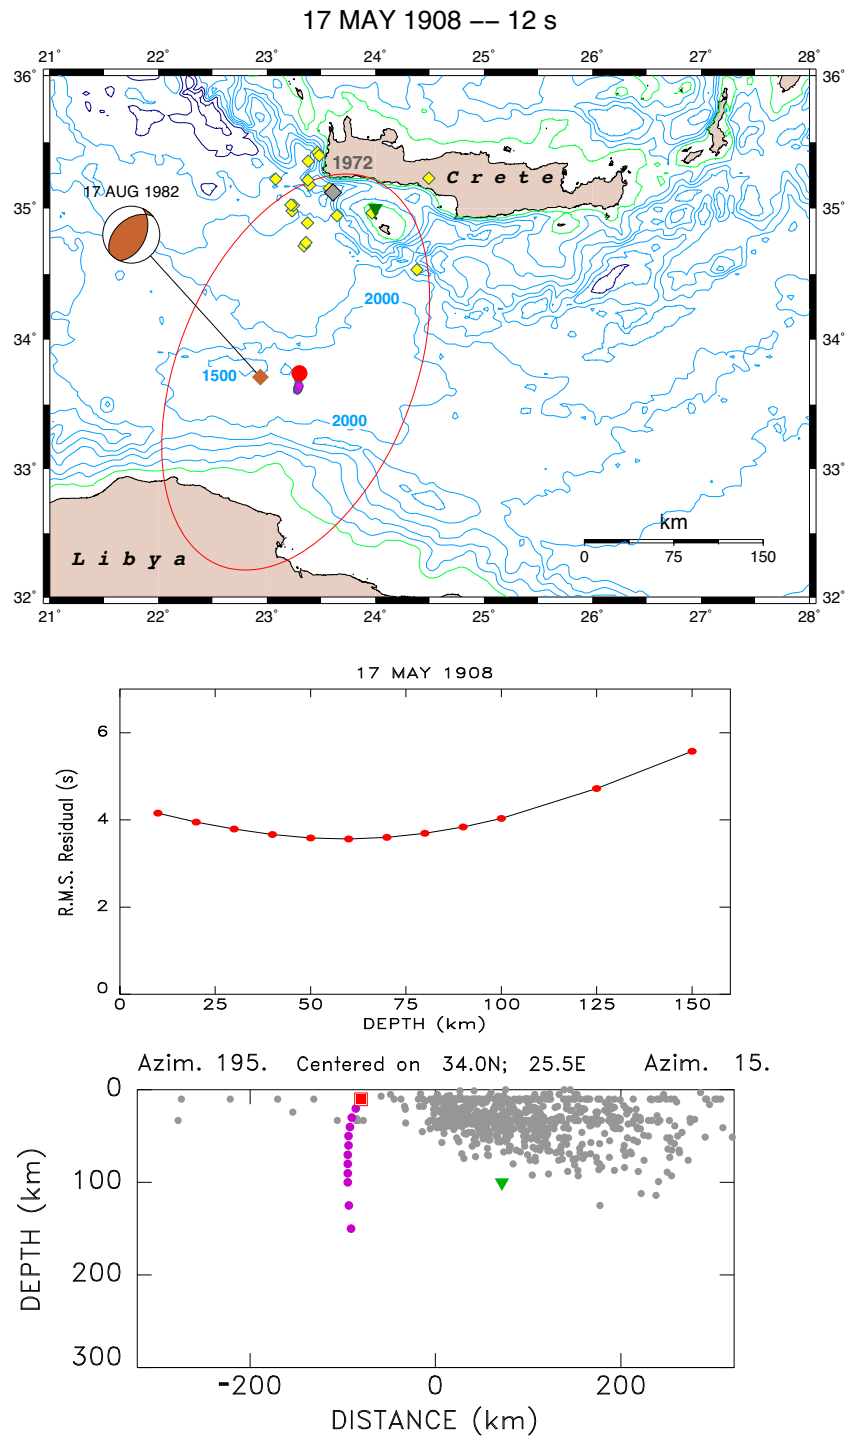 17 MAY 1908 −− 12 s
21˚ 22˚ 23˚ 24˚ 25˚ 26˚ 27˚ 28˚
36˚ 36˚
1972
C r e t e
17 AUG 1982
35˚ 35˚
2000
34˚ 34˚
1500
2000
33˚ 33˚
km
0 75 150
L i b y a
32˚ 32˚
21˚ 22˚ 23˚ 24˚ 25˚ 26˚ 27˚ 28˚
17 MAY 1908
6
4
2
0
R.M.S. Residual (s)
0 25 50 75 100 125 150
DEPTH (km)
Azim. 195. Centered on 34.0N; 25.5E Azim. 15.
0
100
200
300
DEPTH (km)
-200 0 200
DISTANCE (km)